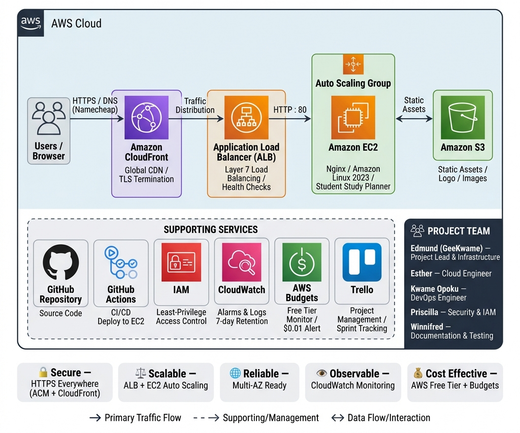 aws
AWS Cloud
Users /
Browser
HTTPS / DNS
(Namecheap)
Amazon
CloudFront
Global CDN /
TLS Termination
Traffic
Distribution
Application Load
Balancer (ALB)
Layer 7 Load
Balancing /
Health Checks
HTTP : 80
Auto Scaling Group
Amazon EC2
Nginx / Amazon
Linux 2023 /
Student Study Planner
Static
Assets
Amazon S3
Static Assets /
Logo / Images
SUPPORTING SERVICES
GitHub
Repository
Source Code
GitHub
Actions
CI/CD
Deploy to EC2
IAM
Least-Privilege
Access Control
CloudWatch
Alarms & Logs
7-day Retention
AWS
Budgets
Free Tier
Monitor /
$0.01 Alert
Trello
Project
Management /
Sprint Tracking
PROJECT TEAM
Edmund (GeeKwame) —
Project Lead & Infrastructure
Esther — Cloud Engineer
Kwame Opoku —
DevOps Engineer
Priscilla — Security & IAM
Winnifred —
Documentation & Testing
Secure —
HTTPS Everywhere
(ACM + CloudFront)
Scalable —
ALB + EC2 Auto Scaling
Reliable —
Multi-AZ Ready
Observable —
CloudWatch Monitoring
Cost Effective —
AWS Free Tier + Budgets
Primary Traffic Flow
Supporting/Management
Data Flow/Interaction